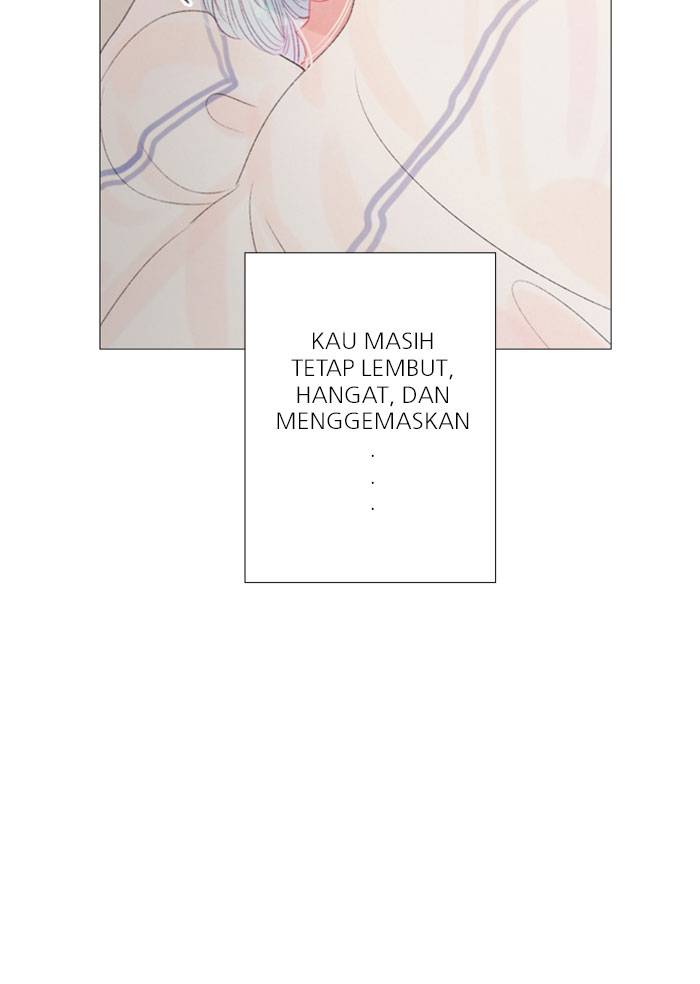 KAU MASIH
TETAP LEMBUT,
HANGAT, DAN
MENGGEMASKAN
.
.
.